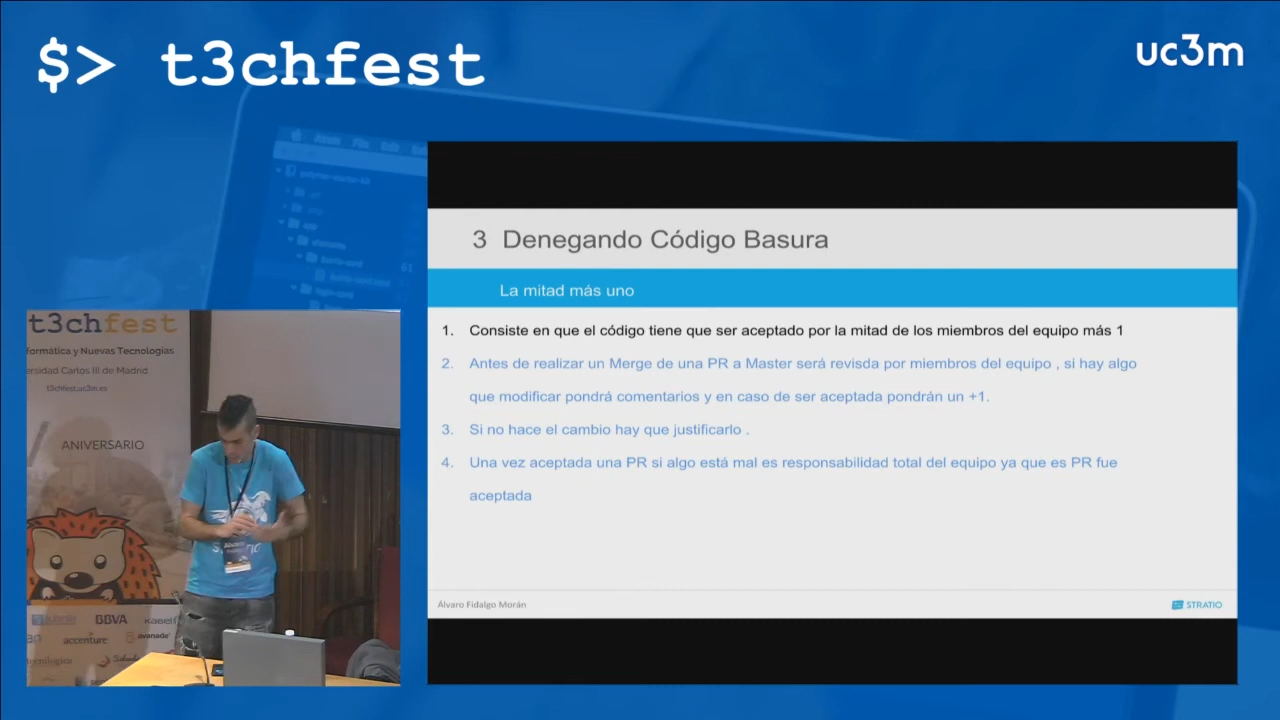 $> t3chfest
uc3m
3 Denegando Código Basura
La mitad más uno
1. Consiste en que el código tiene que ser aceptado por la mitad de los miembros del equipo más 1
2. Antes de realizar un Merge de una PR a Master será revisda por miembros del equipo , si hay algo
que modificar pondrá comentarios y en caso de ser aceptada pondrán un +1.
3. Si no hace el cambio hay que justificarlo .
4. Una vez aceptada una PR si algo está mal es responsabilidad total del equipo ya que es PR fue
aceptada
Álvaro Fidalgo Morán
STRATIO
t3chfest
formática y Nuevas Tecnologías
ersidad Carlos III de Madrid
t3chfest.uc3m.es
ANIVERSARIO
BBVA
accenture
avanade